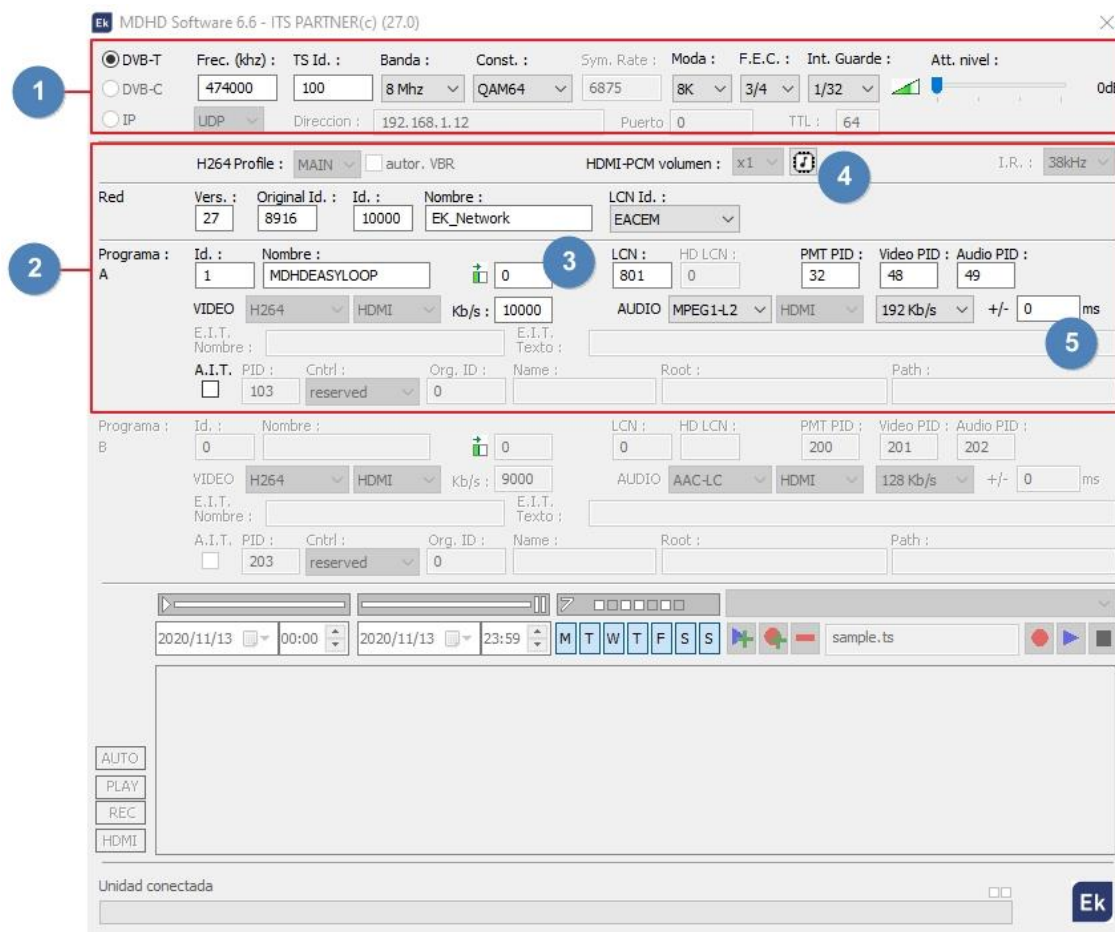 Ek MDHD Software 6.6 - ITS PARTNER(c) (27.0)
DVB-T Frec. (khz) : TS Id. : Banda : Const. : Sym. Rate : Moda : F.E.C. : Int. Guarde : Att. nivel :
1
DVB-C 474000 100 8 Mhz QAM64 6875 8K 3/4 1/32 0dB
IP UDP Direccion : 192.168.1.12 Puerto 0 TTL : 64
H264 Profile : MAIN autor. VBR HDMI-PCM volumen : x1 4 I.R. : 38kHz
Red Vers. : Original Id. : Id. : Nombre : LCN Id. :
27 8916 10000 EK_Network EACEM
2
Programa : Id. : Nombre : 3 LCN : HD LCN : PMT PID : Video PID : Audio PID :
A 1 MDHDEASYLOOP 0 801 0 32 48 49
VIDEO H264 HDMI Kb/s : 10000 AUDIO MPEG1-L2 HDMI 192 Kb/s +/- 0 ms
5
E.I.T. Nombre : E.I.T. Texto :
A.I.T. PID : Cntrl : Org. ID : Name : Root : Path :
103 reserved 0
Programa : Id. : Nombre : LCN : HD LCN : PMT PID : Video PID : Audio PID :
B 0 0 0 200 201 202
VIDEO H264 HDMI Kb/s : 9000 AUDIO AAC-LC HDMI 128 Kb/s +/- 0 ms
E.I.T. Nombre : E.I.T. Texto :
A.I.T. PID : Cntrl : Org. ID : Name : Root : Path :
203 reserved 0
2020/11/13 00:00 2020/11/13 23:59 M T W T F S S sample.ts
AUTO
PLAY
REC
HDMI
Unidad conectada
Ek